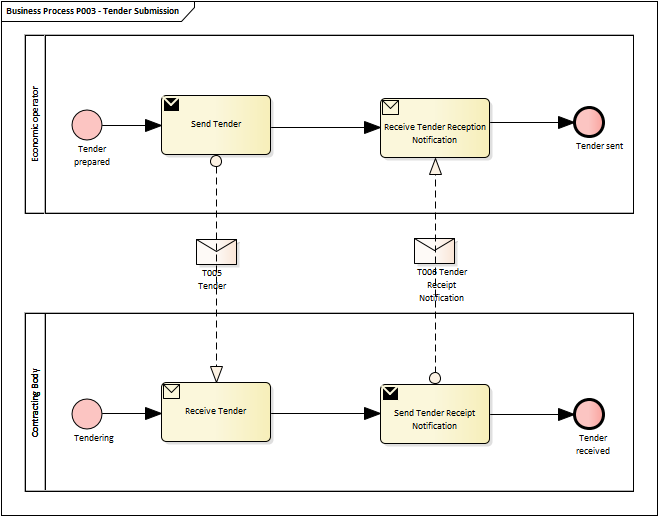 Business Process P003 - Tender Submission
Economic operator
Send Tender
Receive Tender Reception
Notification
Tender
prepared
Tender sent
T005
Tender
T006 Tender
Receipt
Notification
Contracting Body
Receive Tender
Send Tender Receipt
Notification
Tendering
Tender
received